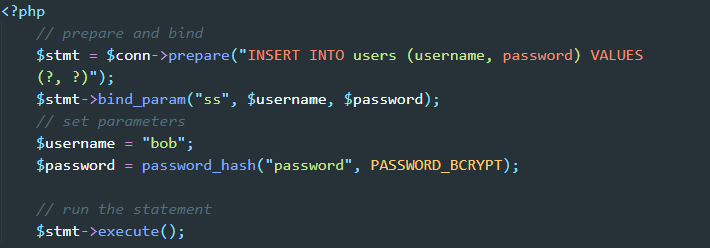 <?php
// prepare and bind
$stmt = $conn->prepare("INSERT INTO users (username, password) VALUES
(?, ?)");
$stmt->bind_param("ss", $username, $password);
// set parameters
$username = "bob";
$password = password_hash("password", PASSWORD_BCRYPT);
// run the statement
$stmt->execute();